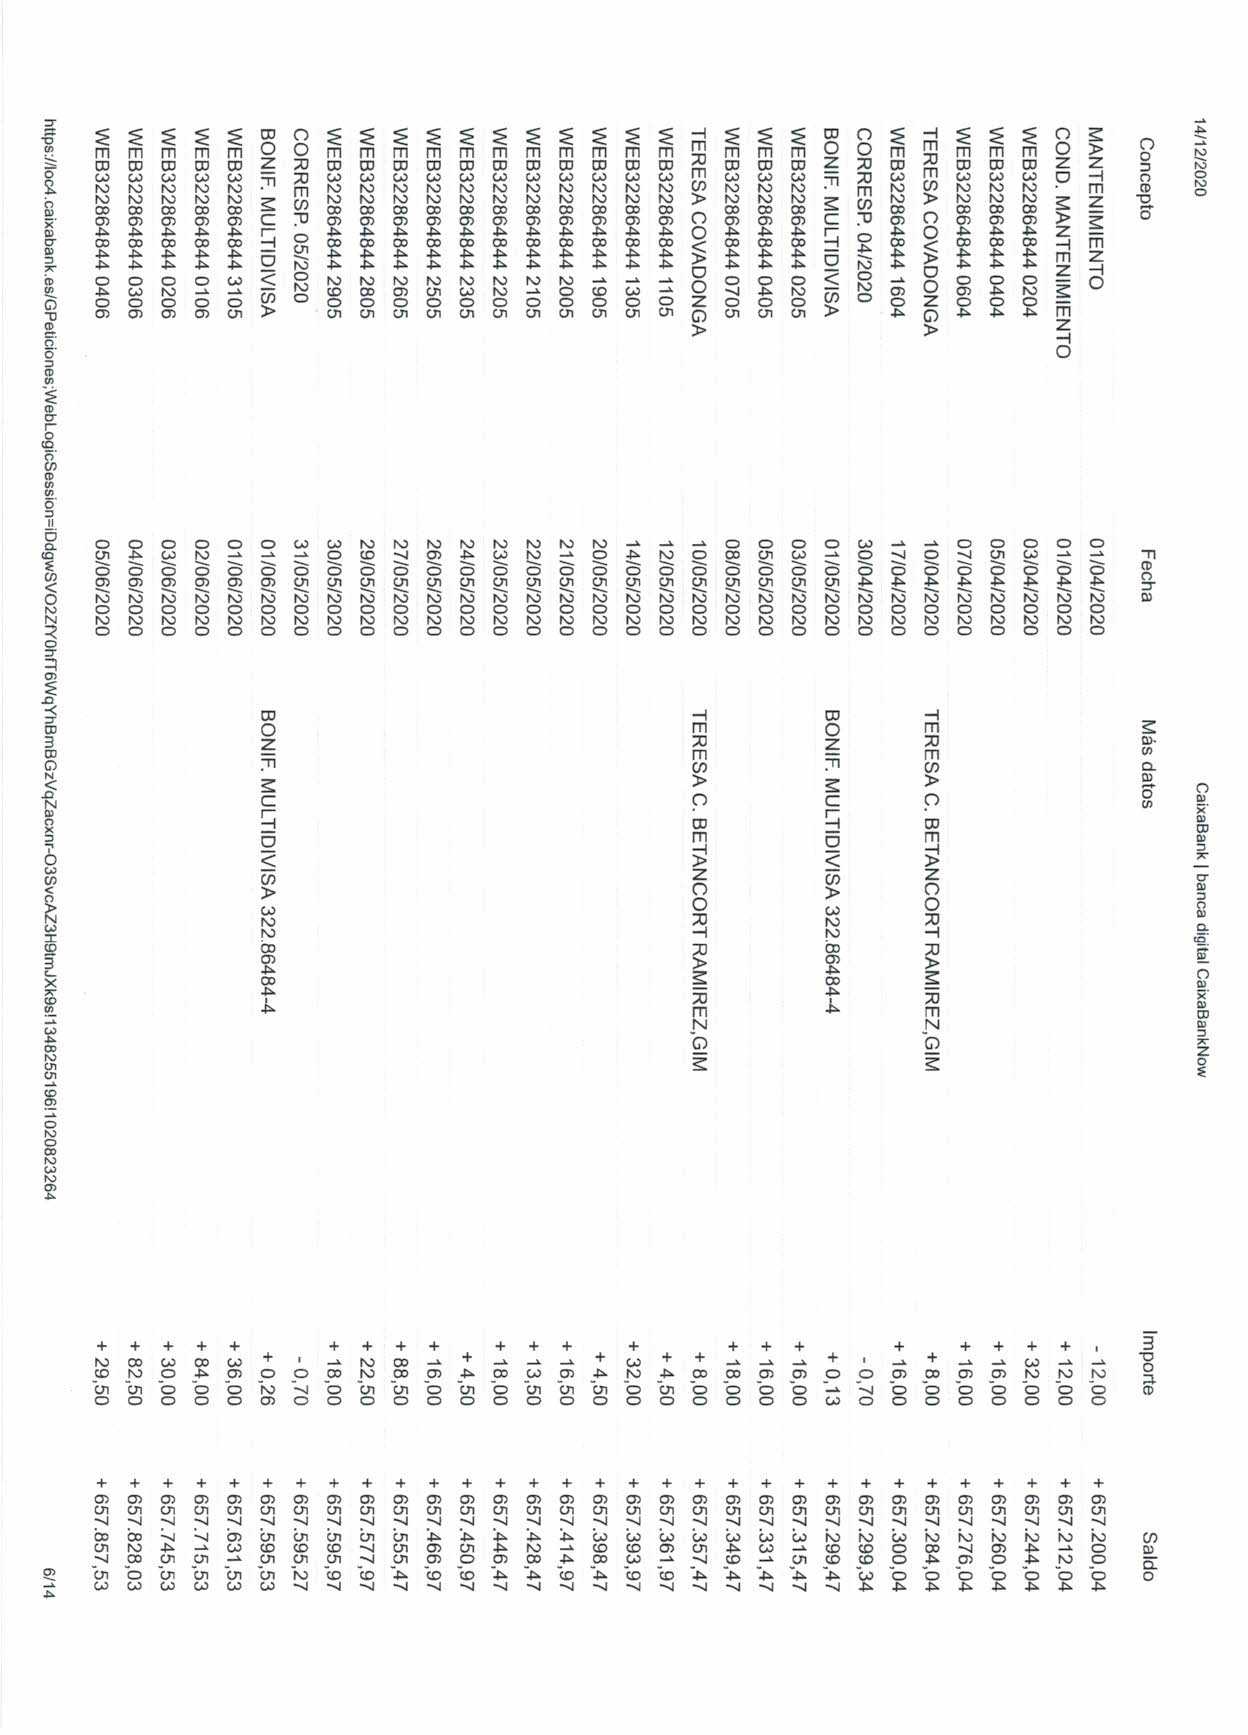 14/12/2020 CaixaBank | banca digital CaixaBankNow
Concepto Fecha Más datos Importe Saldo
MANTENIMIENTO 01/04/2020 - 12,00 + 657.200,04
COND. MANTENIMIENTO 01/04/2020 + 12,00 + 657.212,04
WEB322864844 0204 03/04/2020 + 32,00 + 657.244,04
WEB322864844 0404 05/04/2020 + 16,00 + 657.260,04
WEB322864844 0604 07/04/2020 + 16,00 + 657.276,04
TERESA COVADONGA 10/04/2020 TERESA C. BETANCORT RAMIREZ,GIM + 8,00 + 657.284,04
WEB322864844 1604 17/04/2020 + 16,00 + 657.300,04
CORRESP. 04/2020 30/04/2020 - 0,70 + 657.299,34
BONIF. MULTIDIVISA 01/05/2020 BONIF. MULTIDIVISA 322.86484-4 + 0,13 + 657.299,47
WEB322864844 0205 03/05/2020 + 16,00 + 657.315,47
WEB322864844 0405 05/05/2020 + 16,00 + 657.331,47
WEB322864844 0705 08/05/2020 + 18,00 + 657.349,47
TERESA COVADONGA 10/05/2020 TERESA C. BETANCORT RAMIREZ,GIM + 8,00 + 657.357,47
WEB322864844 1105 12/05/2020 + 4,50 + 657.361,97
WEB322864844 1305 14/05/2020 + 32,00 + 657.393,97
WEB322864844 1905 20/05/2020 + 4,50 + 657.398,47
WEB322864844 2005 21/05/2020 + 16,50 + 657.414,97
WEB322864844 2105 22/05/2020 + 13,50 + 657.428,47
WEB322864844 2205 23/05/2020 + 18,00 + 657.446,47
WEB322864844 2305 24/05/2020 + 4,50 + 657.450,97
WEB322864844 2505 26/05/2020 + 16,00 + 657.466,97
WEB322864844 2605 27/05/2020 + 88,50 + 657.555,47
WEB322864844 2805 29/05/2020 + 22,50 + 657.577,97
WEB322864844 2905 30/05/2020 + 18,00 + 657.595,97
CORRESP. 05/2020 31/05/2020 - 0,70 + 657.595,27
BONIF. MULTIDIVISA 01/06/2020 BONIF. MULTIDIVISA 322.86484-4 + 0,26 + 657.595,53
WEB322864844 3105 01/06/2020 + 36,00 + 657.631,53
WEB322864844 0106 02/06/2020 + 84,00 + 657.715,53
WEB322864844 0206 03/06/2020 + 30,00 + 657.745,53
WEB322864844 0306 04/06/2020 + 82,50 + 657.828,03
WEB322864844 0406 05/06/2020 + 29,50 + 657.857,53
https://loc4.caixabank.es/GPeticiones;WebLogicSession=iDdgwSVO2ZfY0hfT6WqYhBmBGzVqZacxnr-O3SvcAZ3H9tmJXk9s!1348255196!1020823264 6/14